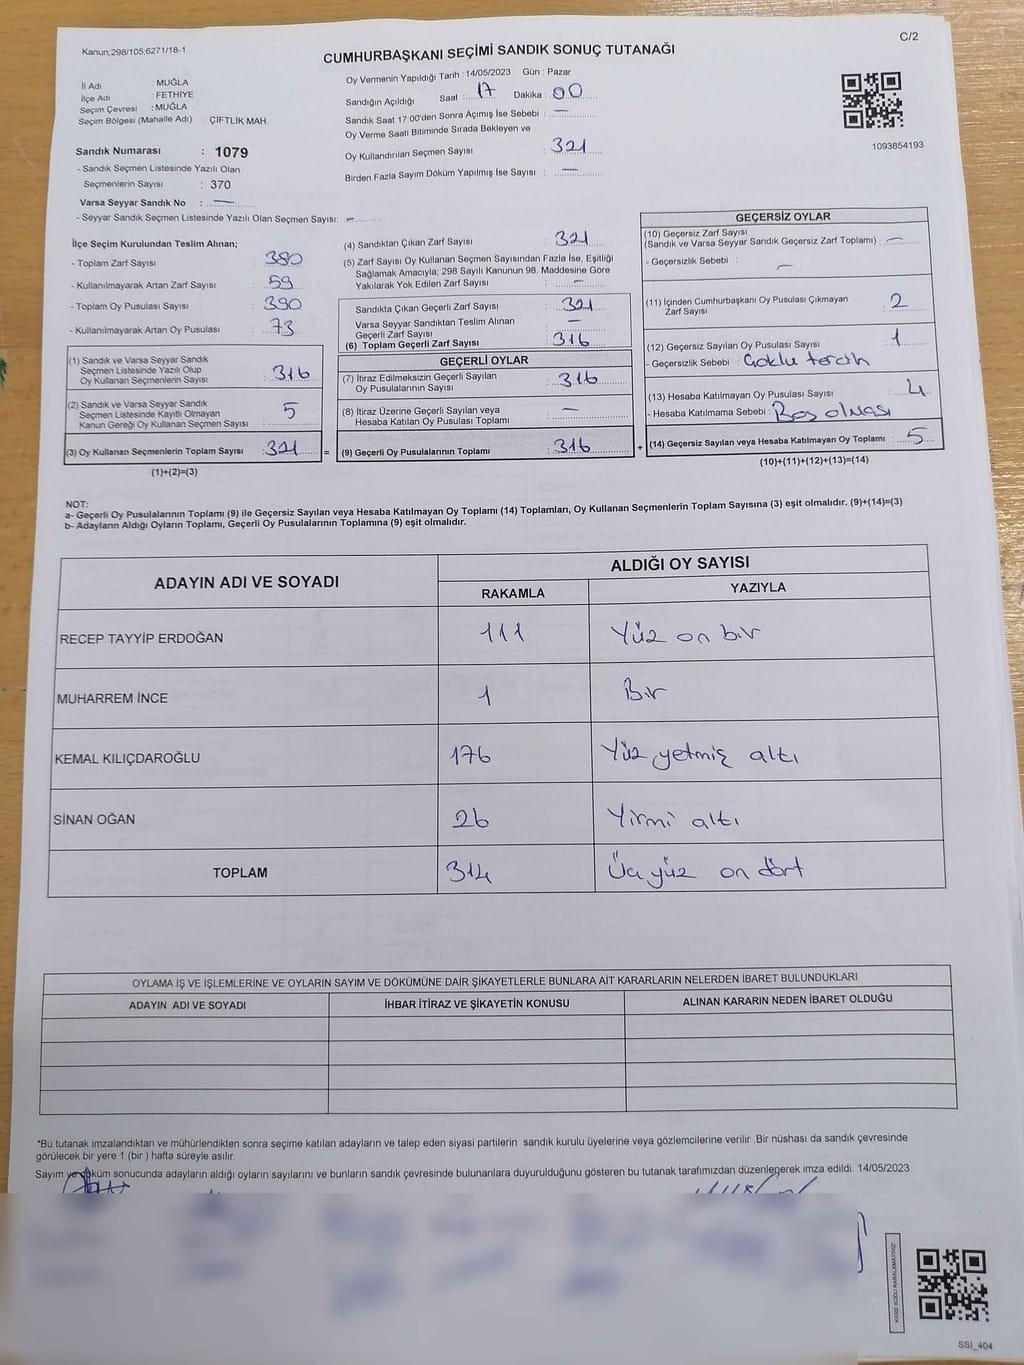 Kanun;298/105;6271/18-1
C/2
CUMHURBAŞKANI SEÇİMİ SANDIK SONUÇ TUTANAĞI
İl Adı : MUĞLA
İlçe Adı : FETHİYE
Seçim Çevresi : MUĞLA
Seçim Bölgesi (Mahalle Adı) : ÇİFTLİK MAH.
Sandık Numarası : 1079
- Sandık Seçmen Listesinde Yazılı Olan
Seçmenlerin Sayısı : 370
Varsa Seyyar Sandık No : —
- Seyyar Sandık Seçmen Listesinde Yazılı Olan Seçmen Sayısı: —
Oy Vermenin Yapıldığı Tarih : 14/05/2023 Gün : Pazar
Sandığın Açıldığı Saat : 17 Dakika : 00
Sandık Saat 17:00'den Sonra Açımış İse Sebebi : —
Oy Verme Saati Bitiminde Sırada Bekleyen ve
Oy Kullandırılan Seçmen Sayısı : 321
Birden Fazla Sayım Döküm Yapılmış İse Sayısı : —
1093854193
İlçe Seçim Kurulundan Teslim Alınan;
- Toplam Zarf Sayısı : 380
- Kullanılmayarak Artan Zarf Sayısı : 59
- Toplam Oy Pusulası Sayısı : 390
- Kullanılmayarak Artan Oy Pusulası : 73
(1) Sandık ve Varsa Seyyar Sandık
Seçmen Listesinde Yazılı Olup
Oy Kullanan Seçmenlerin Sayısı : 316
(2) Sandık ve Varsa Seyyar Sandık
Seçmen Listesinde Kayıtlı Olmayan
Kanun Gereği Oy Kullanan Seçmen Sayısı : 5
(3) Oy Kullanan Seçmenlerin Toplam Sayısı : 321 =
(1)+(2)=(3)
(4) Sandıktan Çıkan Zarf Sayısı : 321
(5) Zarf Sayısı Oy Kullanan Seçmen Sayısından Fazla İse, Eşitliği
Sağlamak Amacıyla; 298 Sayılı Kanunun 98. Maddesine Göre
Yakılarak Yok Edilen Zarf Sayısı : —
Sandıkta Çıkan Geçerli Zarf Sayısı : 321
Varsa Seyyar Sandıktan Teslim Alınan
Geçerli Zarf Sayısı : —
(6) Toplam Geçerli Zarf Sayısı : 316
GEÇERLİ OYLAR
(7) İtiraz Edilmeksizin Geçerli Sayılan
Oy Pusulalarının Sayısı : 316
(8) İtiraz Üzerine Geçerli Sayılan veya
Hesaba Katılan Oy Pusulası Toplamı : —
(9) Geçerli Oy Pusulalarının Toplamı : 316 +
GEÇERSİZ OYLAR
(10) Geçersiz Zarf Sayısı
(Sandık ve Varsa Seyyar Sandık Geçersiz Zarf Toplamı) : —
- Geçersizlik Sebebi : —
(11) İçinden Cumhurbaşkanı Oy Pusulası Çıkmayan
Zarf Sayısı : 2
(12) Geçersiz Sayılan Oy Pusulası Sayısı : 1
- Geçersizlik Sebebi : Çoklu tercih
(13) Hesaba Katılmayan Oy Pusulası Sayısı : 4
- Hesaba Katılmama Sebebi : Boş olması
(14) Geçersiz Sayılan veya Hesaba Katılmayan Oy Toplamı : 5
(10)+(11)+(12)+(13)=(14)
NOT:
a- Geçerli Oy Pusulalarının Toplamı (9) ile Geçersiz Sayılan veya Hesaba Katılmayan Oy Toplamı (14) Toplamları, Oy Kullanan Seçmenlerin Toplam Sayısına (3) eşit olmalıdır. (9)+(14)=(3)
b- Adayların Aldığı Oyların Toplamı, Geçerli Oy Pusulalarının Toplamına (9) eşit olmalıdır.
ADAYIN ADI VE SOYADI
ALDIĞI OY SAYISI
RAKAMLA YAZIYLA
RECEP TAYYİP ERDOĞAN 111 Yüz on bir
MUHARREM İNCE 1 Bir
KEMAL KILIÇDAROĞLU 176 Yüz yetmiş altı
SİNAN OĞAN 26 Yirmi altı
TOPLAM 314 Üç yüz on dört
OYLAMA İŞ VE İŞLEMLERİNE VE OYLARIN SAYIM VE DÖKÜMÜNE DAİR ŞİKAYETLERLE BUNLARA AİT KARARLARIN NELERDEN İBARET BULUNDUKLARI
ADAYIN ADI VE SOYADI İHBAR İTİRAZ VE ŞİKAYETİN KONUSU ALINAN KARARIN NEDEN İBARET OLDUĞU
*Bu tutanak imzalandıktan ve mühürlendikten sonra seçime katılan adayların ve talep eden siyasi partilerin sandık kurulu üyelerine veya gözlemcilerine verilir .Bir nüshası da sandık çevresinde
görülecek bir yere 1 (bir ) hafta süreyle asılır.
Sayım ve döküm sonucunda adayların aldığı oyların sayılarını ve bunların sandık çevresinde bulunanlara duyurulduğunu gösteren bu tutanak tarafımızdan düzenlenerek imza edildi. 14/05/2023
KARE KODU KARALAMAYINIZ!
SSİ_404